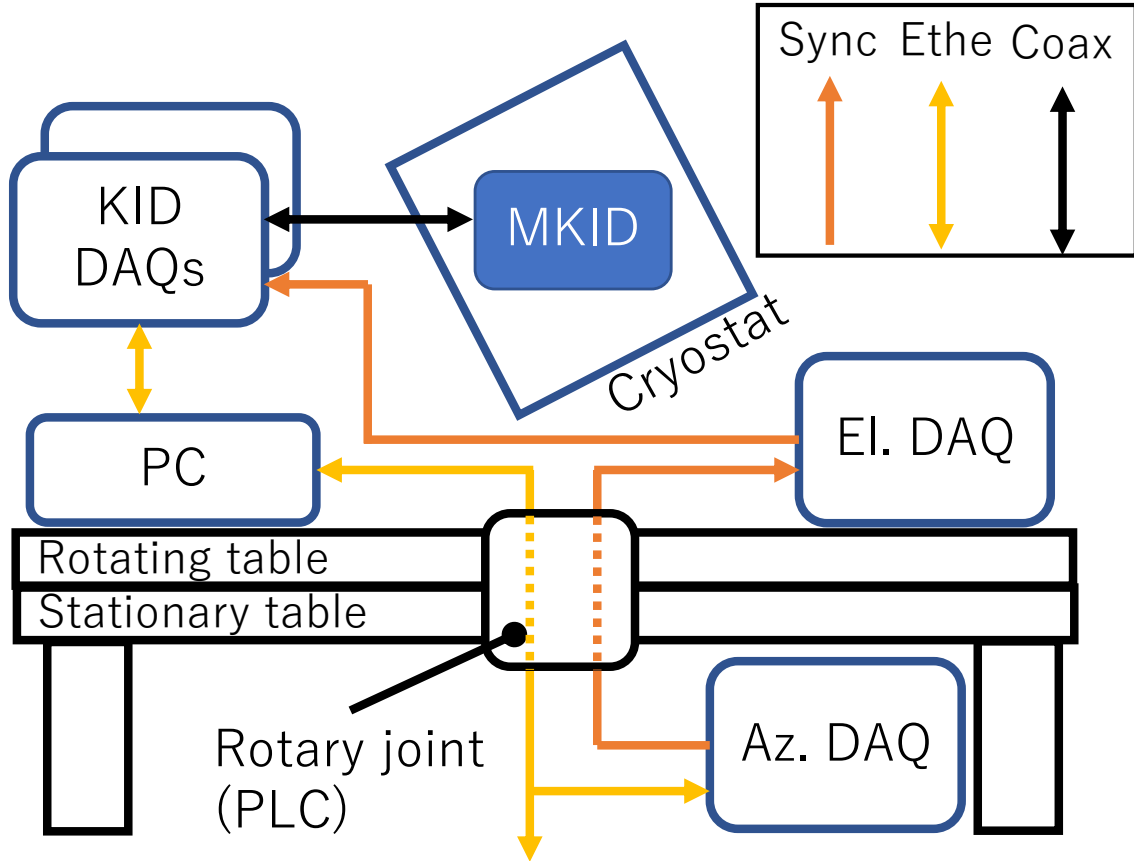 Sync Ethe Coax
KID
DAQs
MKID
Cryostat
El. DAQ
PC
Rotating table
Stationary table
Rotary joint
(PLC)
Az. DAQ